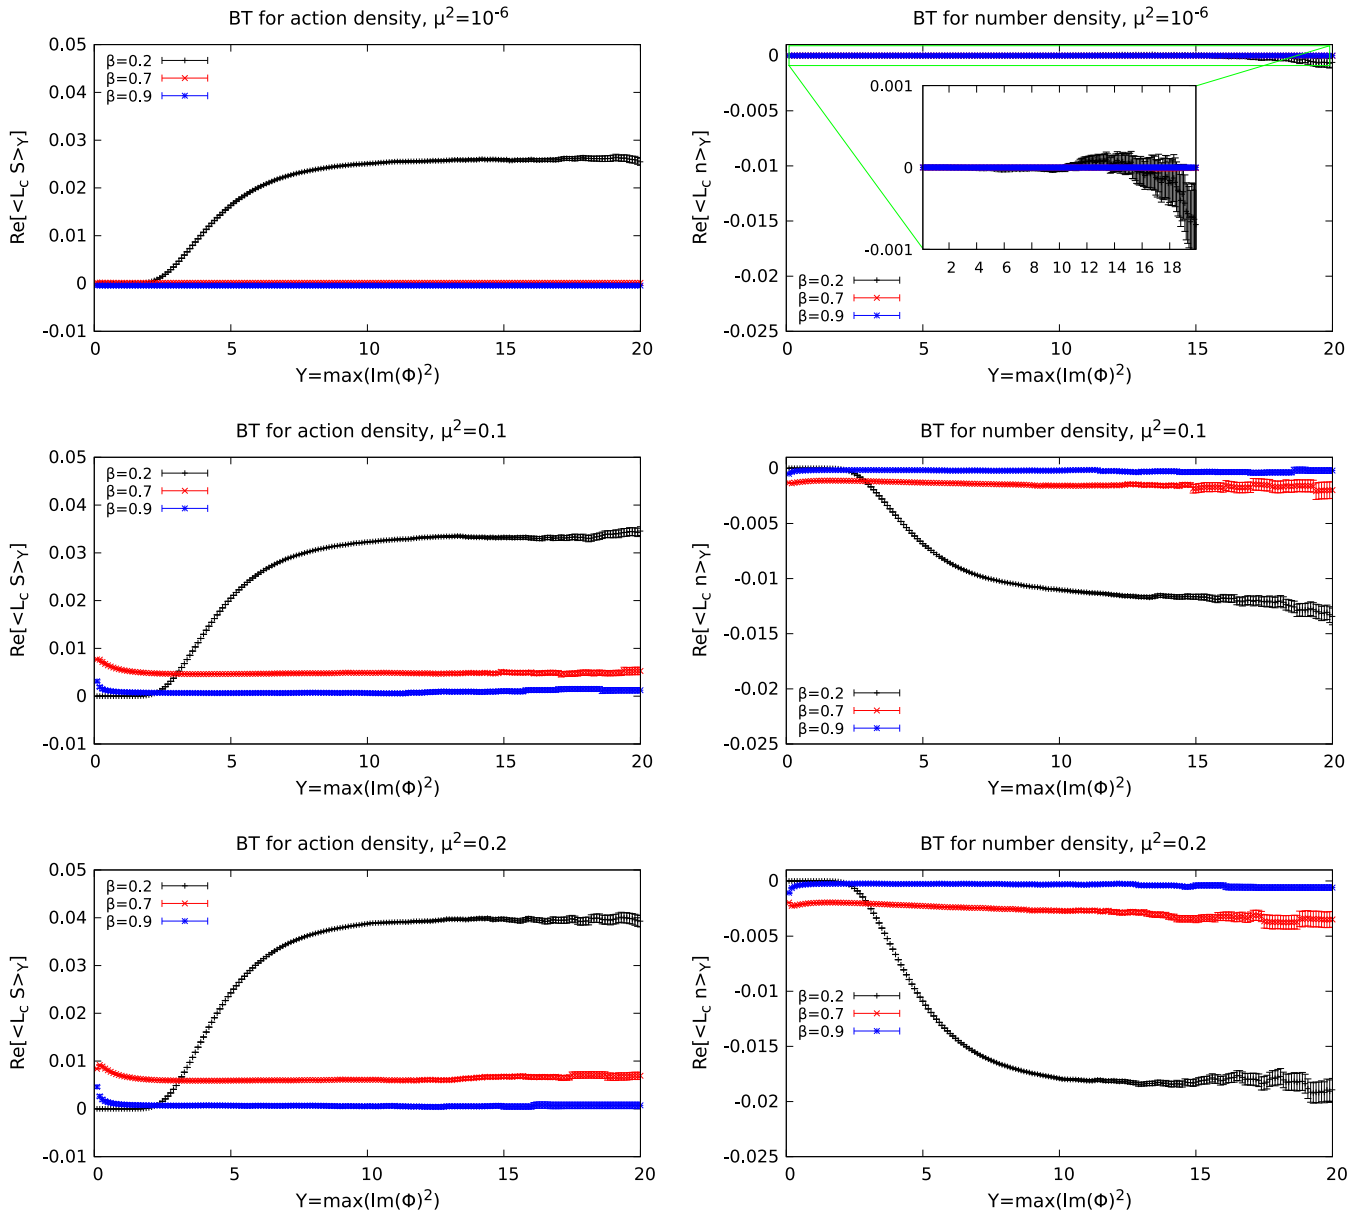 BT for action density, μ²=10⁻⁶
Re[<L_c S>_Y]
0.05
0.04
0.03
0.02
0.01
0
-0.01
β=0.2
β=0.7
β=0.9
0 5 10 15 20
Y=max(Im(Φ)²)
BT for number density, μ²=10⁻⁶
Re[<L_c n>_Y]
0
-0.005
-0.01
-0.015
-0.02
-0.025
0.001
0
-0.001
2 4 6 8 10 12 14 16 18
β=0.2
β=0.7
β=0.9
0 5 10 15 20
Y=max(Im(Φ)²)
BT for action density, μ²=0.1
Re[<L_c S>_Y]
0.05
0.04
0.03
0.02
0.01
0
-0.01
β=0.2
β=0.7
β=0.9
0 5 10 15 20
Y=max(Im(Φ)²)
BT for number density, μ²=0.1
Re[<L_c n>_Y]
0
-0.005
-0.01
-0.015
-0.02
-0.025
β=0.2
β=0.7
β=0.9
0 5 10 15 20
Y=max(Im(Φ)²)
BT for action density, μ²=0.2
Re[<L_c S>_Y]
0.05
0.04
0.03
0.02
0.01
0
-0.01
β=0.2
β=0.7
β=0.9
0 5 10 15 20
Y=max(Im(Φ)²)
BT for number density, μ²=0.2
Re[<L_c n>_Y]
0
-0.005
-0.01
-0.015
-0.02
-0.025
β=0.2
β=0.7
β=0.9
0 5 10 15 20
Y=max(Im(Φ)²)